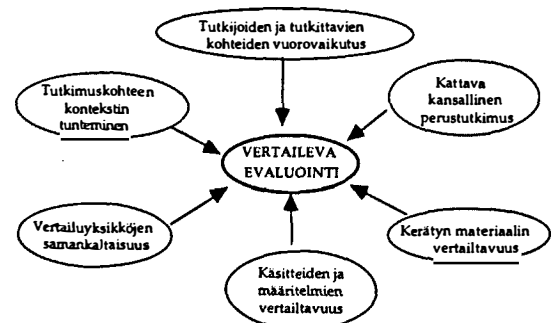 Tutkijoiden ja tutkittavien
kohteiden vuorovaikutus
Tutkimuskohteen
kontekstin
tunteminen
Kattava
kansallinen
perustutkimus
VERTAILEVA
EVALUOINTI
Vertailuyksikköjen
samankaltaisuus
Kerätyn materiaalin
vertailtavuus
Käsitteiden ja
määritelmien
vertailtavuus